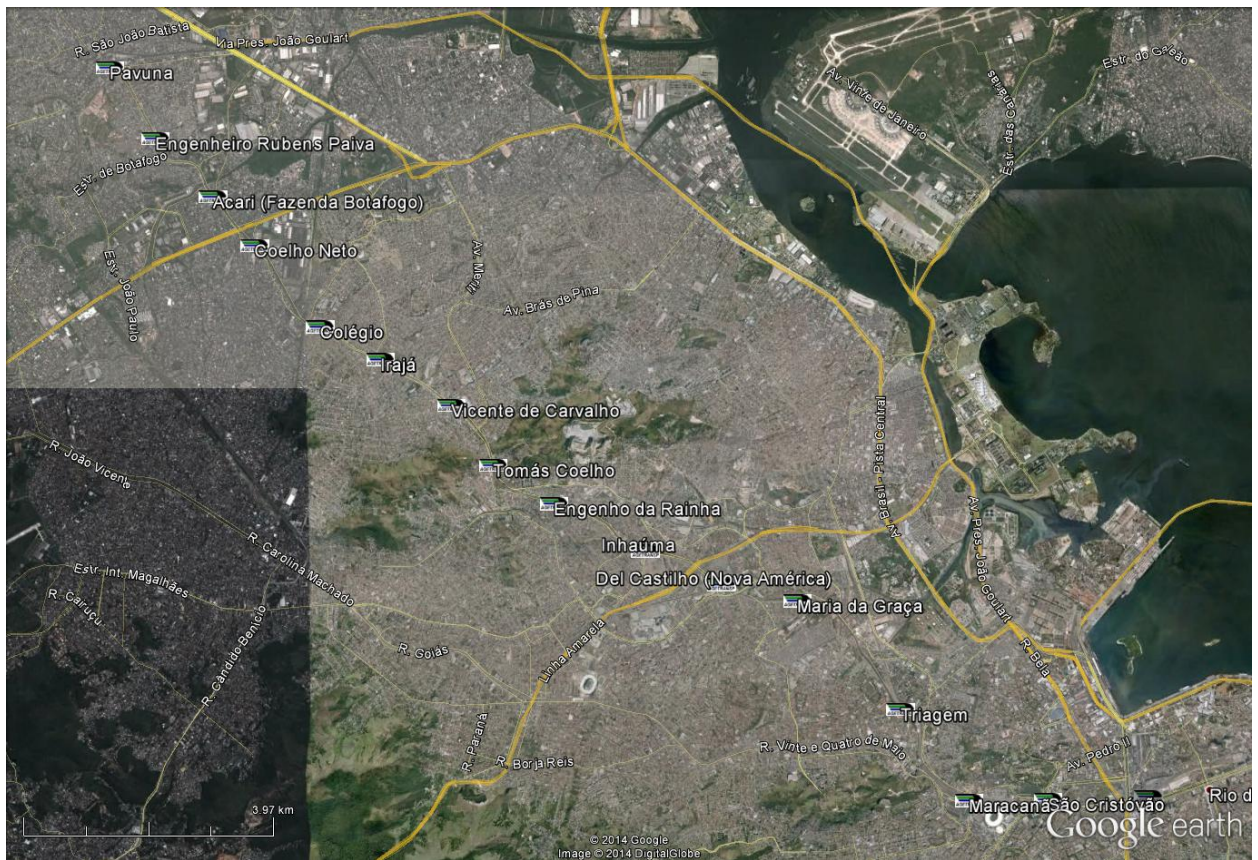 R. São João Batista
Via Pres. João Goulart
Pavuna
Estr. do Galeão
Av. Vinte de Janeiro
Estr. das Canárias
Engenheiro Rubens Paiva
Estr. de Botafogo
Acari (Fazenda Botafogo)
Coelho Neto
Av. Meriti
Estr. João Paulo
Av. Brás de Pina
Colégio
Irajá
Vicente de Carvalho
R. João Vicente
Av. Brasil - Pista Central
Tomás Coelho
Engenho da Rainha
Av. Pres. João Goulart
Inhaúma
R. Carolina Machado
Estr. Int. Magalhães
Del Castilho (Nova América)
R. Cairuçu
Maria da Graça
R. Cândido Benício
R. Goiás
Linha Amarela
R. Bela
Triagem
R. Paraná
R. Vinte e Quatro de Maio
Av. Pedro II
R. Borja Reis
3.97 km
Maracanã
São Cristóvão
Rio d
Google earth
© 2014 Google
Image © 2014 DigitalGlobe